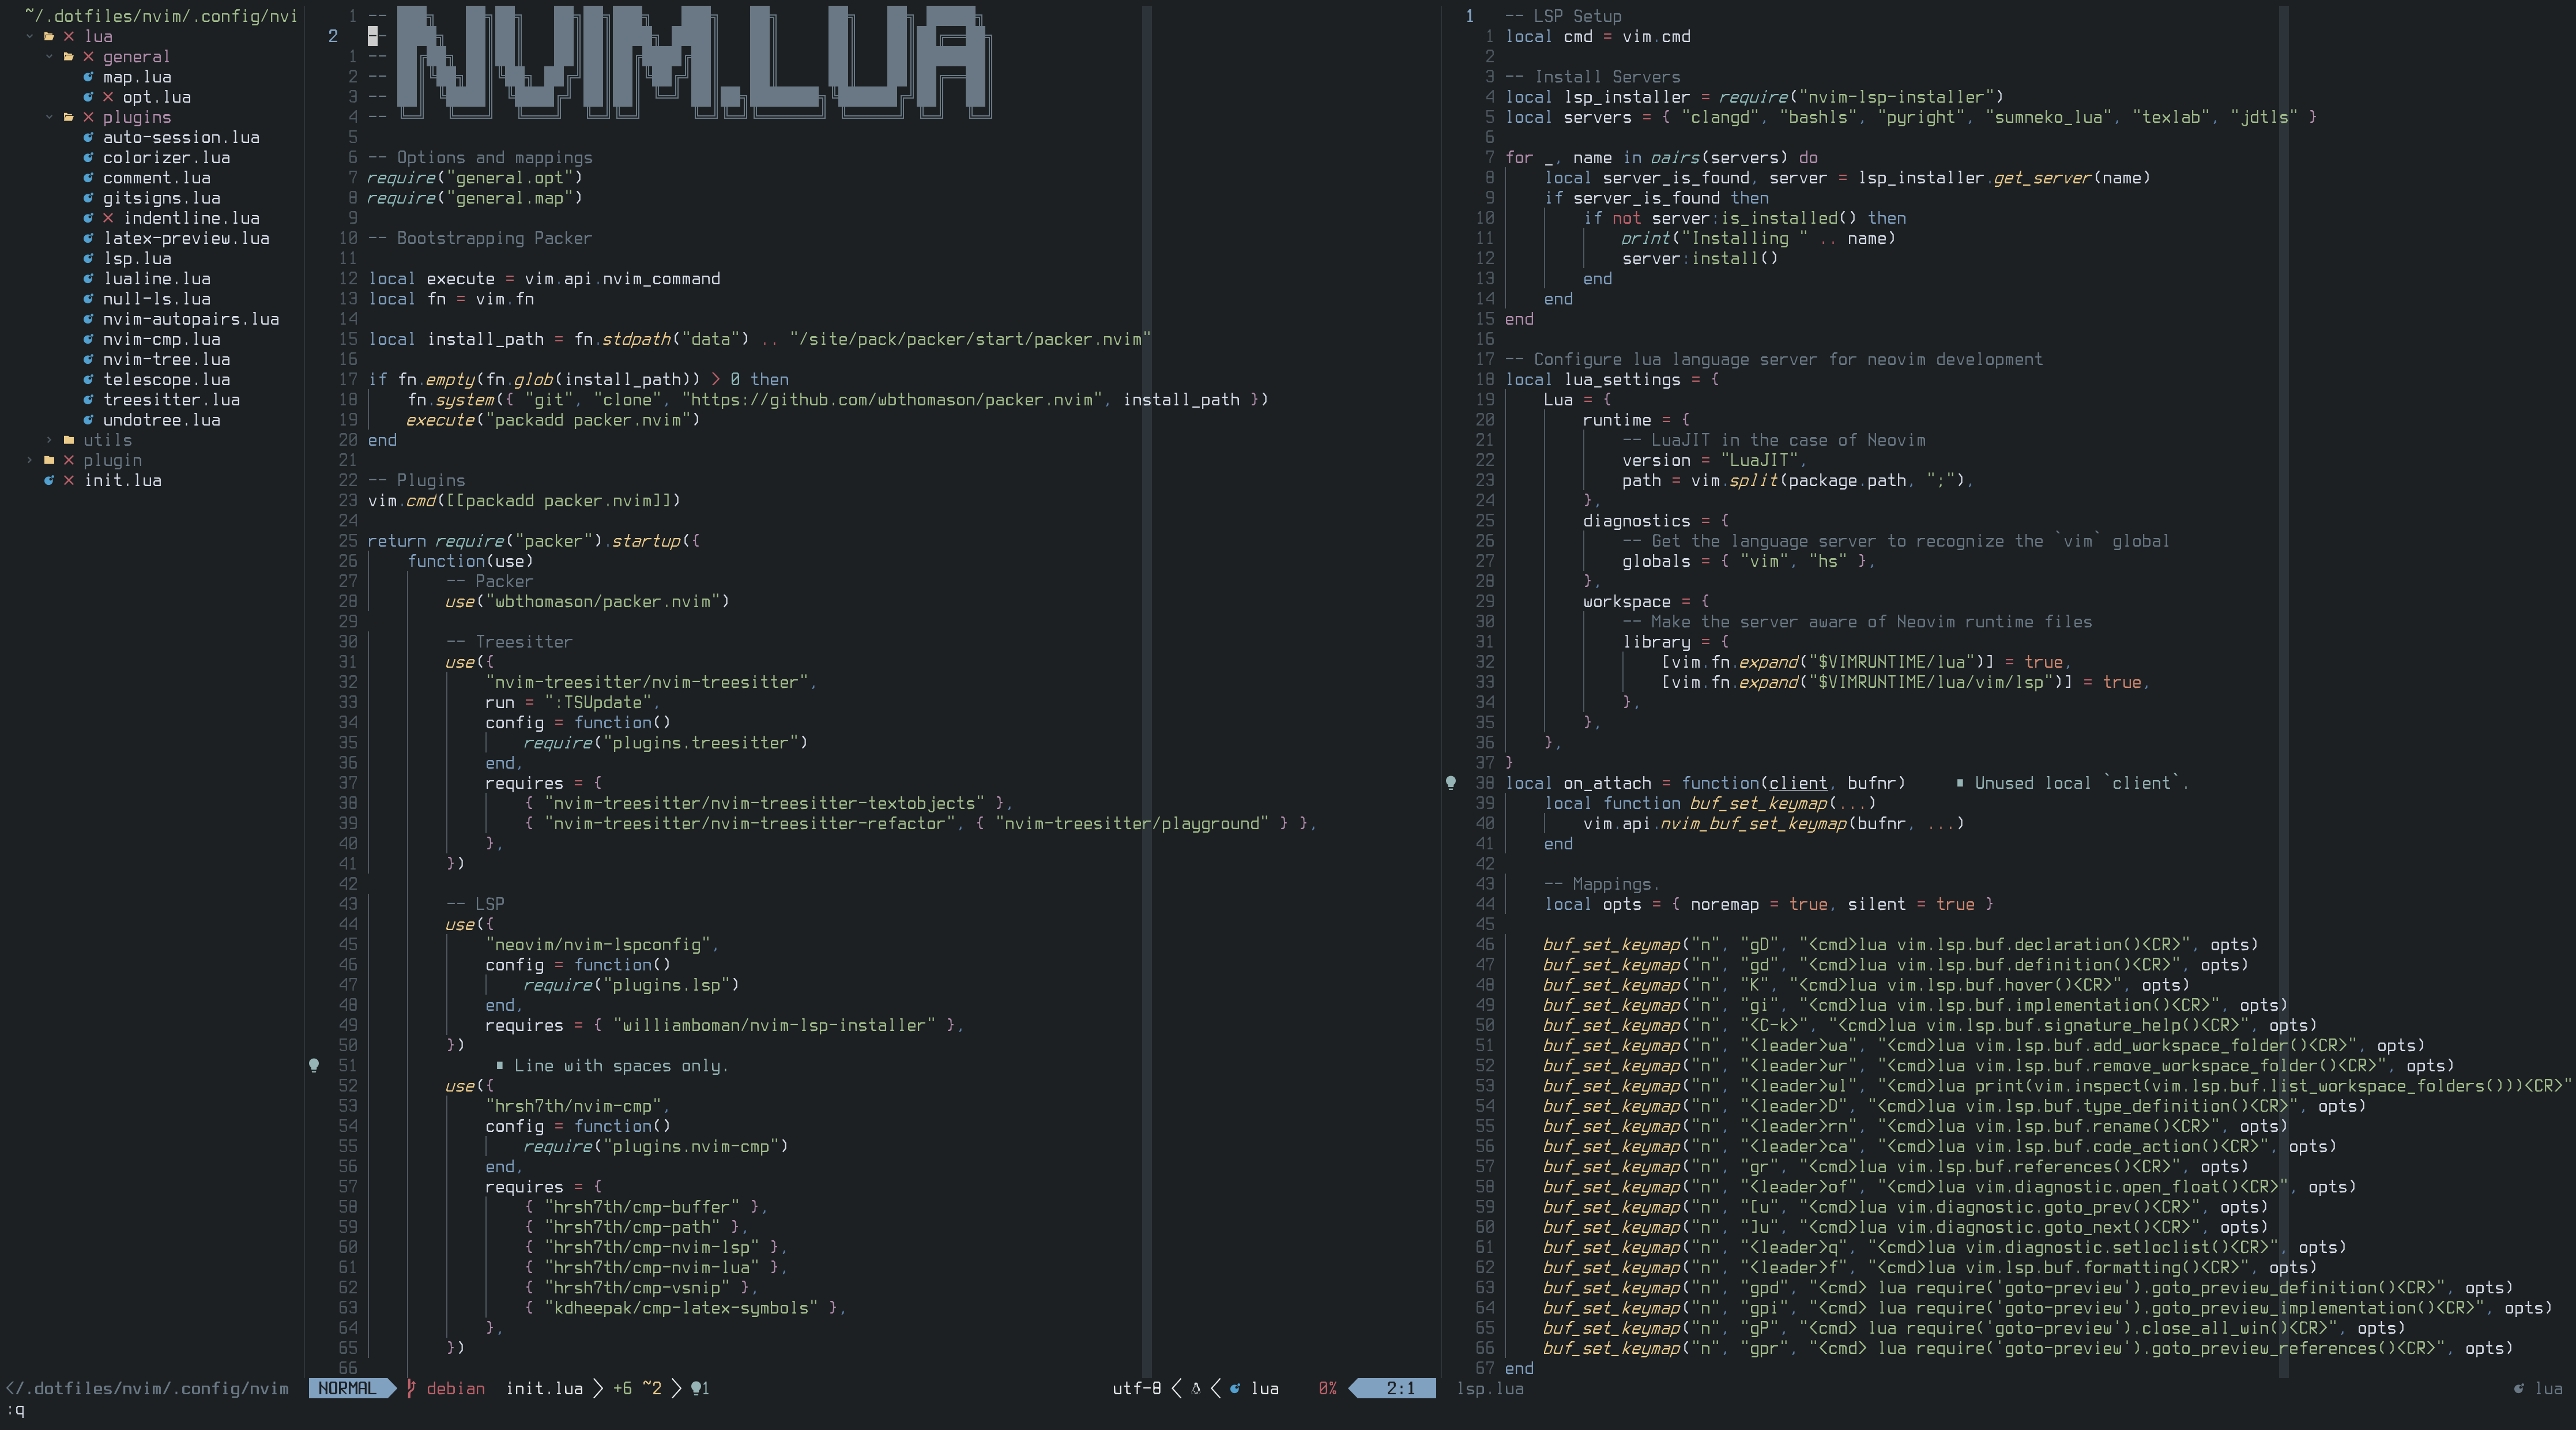 ~/.dotfiles/nvim/.config/nvi
lua
general
map.lua
opt.lua
plugins
auto-session.lua
colorizer.lua
comment.lua
gitsigns.lua
indentline.lua
latex-preview.lua
lsp.lua
lualine.lua
null-ls.lua
nvim-autopairs.lua
nvim-cmp.lua
nvim-tree.lua
telescope.lua
treesitter.lua
undotree.lua
utils
plugin
init.lua
</.dotfiles/nvim/.config/nvim
1 --
2 -- NVIM.LUA
1 --
2 --
3 --
4 --
5
6 -- Options and mappings
7 require("general.opt")
8 require("general.map")
9
10 -- Bootstrapping Packer
11
12 local execute = vim.api.nvim_command
13 local fn = vim.fn
14
15 local install_path = fn.stdpath("data") .. "/site/pack/packer/start/packer.nvim"
16
17 if fn.empty(fn.glob(install_path)) > 0 then
18 fn.system({ "git", "clone", "https://github.com/wbthomason/packer.nvim", install_path })
19 execute("packadd packer.nvim")
20 end
21
22 -- Plugins
23 vim.cmd([[packadd packer.nvim]])
24
25 return require("packer").startup({
26 function(use)
27 -- Packer
28 use("wbthomason/packer.nvim")
29
30 -- Treesitter
31 use({
32 "nvim-treesitter/nvim-treesitter",
33 run = ":TSUpdate",
34 config = function()
35 require("plugins.treesitter")
36 end,
37 requires = {
38 { "nvim-treesitter/nvim-treesitter-textobjects" },
39 { "nvim-treesitter/nvim-treesitter-refactor", { "nvim-treesitter/playground" } },
40 },
41 })
42
43 -- LSP
44 use({
45 "neovim/nvim-lspconfig",
46 config = function()
47 require("plugins.lsp")
48 end,
49 requires = { "williamboman/nvim-lsp-installer" },
50 })
51 ■ Line with spaces only.
52 use({
53 "hrsh7th/nvim-cmp",
54 config = function()
55 require("plugins.nvim-cmp")
56 end,
57 requires = {
58 { "hrsh7th/cmp-buffer" },
59 { "hrsh7th/cmp-path" },
60 { "hrsh7th/cmp-nvim-lsp" },
61 { "hrsh7th/cmp-nvim-lua" },
62 { "hrsh7th/cmp-vsnip" },
63 { "kdheepak/cmp-latex-symbols" },
64 },
65 })
66
NORMAL debian init.lua +6 ~2 1 utf-8 lua 0% 2:1
1 -- LSP Setup
1 local cmd = vim.cmd
2
3 -- Install Servers
4 local lsp_installer = require("nvim-lsp-installer")
5 local servers = { "clangd", "bashls", "pyright", "sumneko_lua", "texlab", "jdtls" }
6
7 for _, name in pairs(servers) do
8 local server_is_found, server = lsp_installer.get_server(name)
9 if server_is_found then
10 if not server:is_installed() then
11 print("Installing " .. name)
12 server:install()
13 end
14 end
15 end
16
17 -- Configure lua language server for neovim development
18 local lua_settings = {
19 Lua = {
20 runtime = {
21 -- LuaJIT in the case of Neovim
22 version = "LuaJIT",
23 path = vim.split(package.path, ";"),
24 },
25 diagnostics = {
26 -- Get the language server to recognize the `vim` global
27 globals = { "vim", "hs" },
28 },
29 workspace = {
30 -- Make the server aware of Neovim runtime files
31 library = {
32 [vim.fn.expand("$VIMRUNTIME/lua")] = true,
33 [vim.fn.expand("$VIMRUNTIME/lua/vim/lsp")] = true,
34 },
35 },
36 },
37 }
38 local on_attach = function(client, bufnr) ■ Unused local `client`.
39 local function buf_set_keymap(...)
40 vim.api.nvim_buf_set_keymap(bufnr, ...)
41 end
42
43 -- Mappings.
44 local opts = { noremap = true, silent = true }
45
46 buf_set_keymap("n", "gD", "<cmd>lua vim.lsp.buf.declaration()<CR>", opts)
47 buf_set_keymap("n", "gd", "<cmd>lua vim.lsp.buf.definition()<CR>", opts)
48 buf_set_keymap("n", "K", "<cmd>lua vim.lsp.buf.hover()<CR>", opts)
49 buf_set_keymap("n", "gi", "<cmd>lua vim.lsp.buf.implementation()<CR>", opts)
50 buf_set_keymap("n", "<C-k>", "<cmd>lua vim.lsp.buf.signature_help()<CR>", opts)
51 buf_set_keymap("n", "<leader>wa", "<cmd>lua vim.lsp.buf.add_workspace_folder()<CR>", opts)
52 buf_set_keymap("n", "<leader>wr", "<cmd>lua vim.lsp.buf.remove_workspace_folder()<CR>", opts)
53 buf_set_keymap("n", "<leader>wl", "<cmd>lua print(vim.inspect(vim.lsp.buf.list_workspace_folders()))<CR>"
54 buf_set_keymap("n", "<leader>D", "<cmd>lua vim.lsp.buf.type_definition()<CR>", opts)
55 buf_set_keymap("n", "<leader>rn", "<cmd>lua vim.lsp.buf.rename()<CR>", opts)
56 buf_set_keymap("n", "<leader>ca", "<cmd>lua vim.lsp.buf.code_action()<CR>", opts)
57 buf_set_keymap("n", "gr", "<cmd>lua vim.lsp.buf.references()<CR>", opts)
58 buf_set_keymap("n", "<leader>of", "<cmd>lua vim.diagnostic.open_float()<CR>", opts)
59 buf_set_keymap("n", "[u", "<cmd>lua vim.diagnostic.goto_prev()<CR>", opts)
60 buf_set_keymap("n", "]u", "<cmd>lua vim.diagnostic.goto_next()<CR>", opts)
61 buf_set_keymap("n", "<leader>q", "<cmd>lua vim.diagnostic.setloclist()<CR>", opts)
62 buf_set_keymap("n", "<leader>f", "<cmd>lua vim.lsp.buf.formatting()<CR>", opts)
63 buf_set_keymap("n", "gpd", "<cmd> lua require('goto-preview').goto_preview_definition()<CR>", opts)
64 buf_set_keymap("n", "gpi", "<cmd> lua require('goto-preview').goto_preview_implementation()<CR>", opts)
65 buf_set_keymap("n", "gP", "<cmd> lua require('goto-preview').close_all_win()<CR>", opts)
66 buf_set_keymap("n", "gpr", "<cmd> lua require('goto-preview').goto_preview_references()<CR>", opts)
67 end
lsp.lua lua
:q